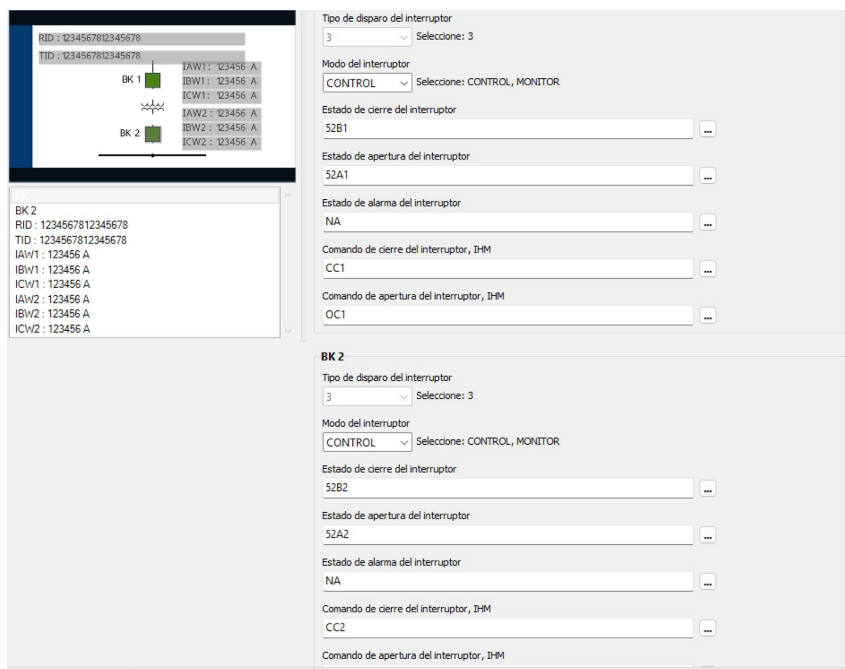 RID : 1234567812345678
TID : 1234567812345678
IAW1 : 123456 A
BK 1
IBW1 : 123456 A
ICW1 : 123456 A
IAW2 : 123456 A
BK 2
IBW2 : 123456 A
ICW2 : 123456 A
BK 2
RID : 1234567812345678
TID : 1234567812345678
IAW1 : 123456 A
IBW1 : 123456 A
ICW1 : 123456 A
IAW2 : 123456 A
IBW2 : 123456 A
ICW2 : 123456 A
Tipo de disparo del interruptor
3 Seleccione: 3
Modo del interruptor
CONTROL Seleccione: CONTROL, MONITOR
Estado de cierre del interruptor
52B1 ...
Estado de apertura del interruptor
52A1 ...
Estado de alarma del interruptor
NA ...
Comando de cierre del interruptor, IHM
CC1 ...
Comando de apertura del interruptor, IHM
OC1 ...
BK 2
Tipo de disparo del interruptor
3 Seleccione: 3
Modo del interruptor
CONTROL Seleccione: CONTROL, MONITOR
Estado de cierre del interruptor
52B2 ...
Estado de apertura del interruptor
52A2 ...
Estado de alarma del interruptor
NA ...
Comando de cierre del interruptor, IHM
CC2 ...
Comando de apertura del interruptor, IHM